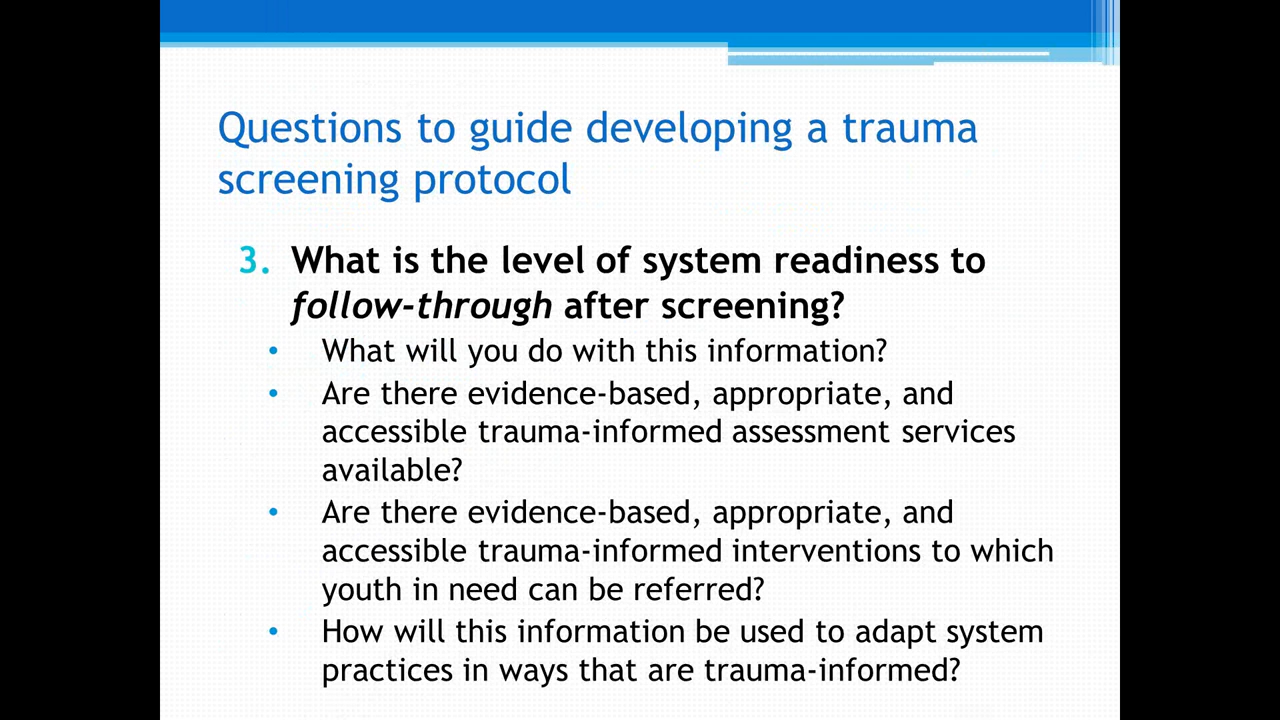 Questions to guide developing a trauma
screening protocol
3. What is the level of system readiness to
follow-through after screening?
• What will you do with this information?
• Are there evidence-based, appropriate, and
accessible trauma-informed assessment services
available?
• Are there evidence-based, appropriate, and
accessible trauma-informed interventions to which
youth in need can be referred?
• How will this information be used to adapt system
practices in ways that are trauma-informed?